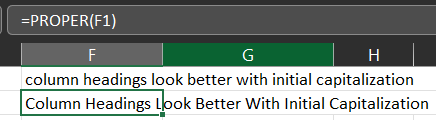 =PROPER(F1)
F G H
column headings look better with initial capitalization
Column Headings Look Better With Initial Capitalization